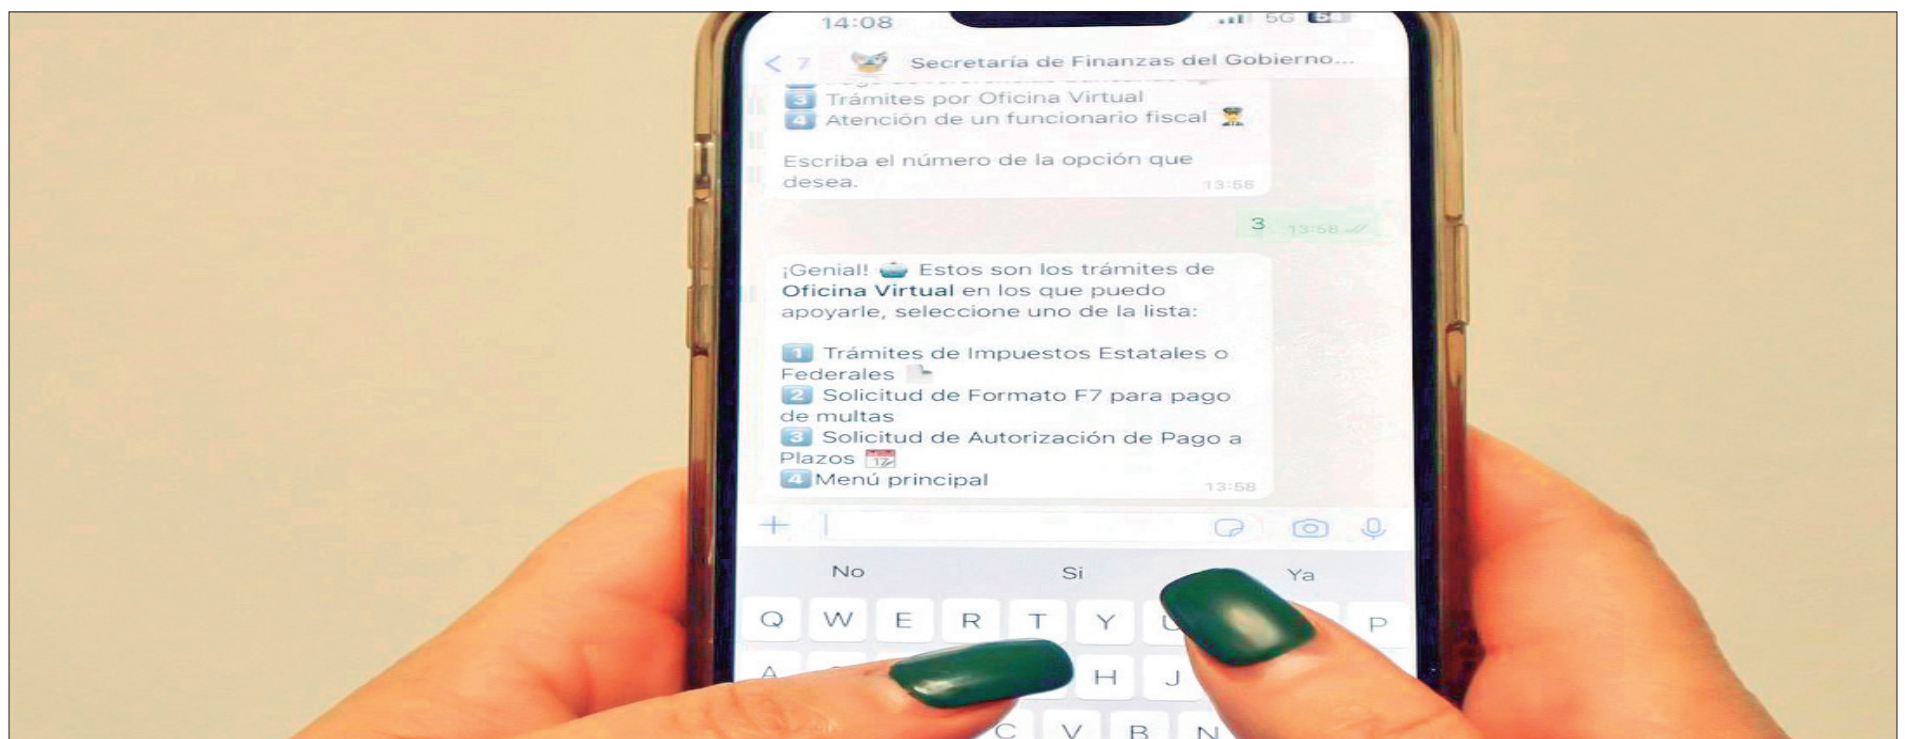 14:08
5G
7 Secretaría de Finanzas del Gobierno...
3 Trámites por Oficina Virtual
4 Atención de un funcionario fiscal
Escriba el número de la opción que
desea. 13:58
3 13:58
¡Genial! Estos son los trámites de
Oficina Virtual en los que puedo
apoyarle, seleccione uno de la lista:
1 Trámites de Impuestos Estatales o
Federales
2 Solicitud de Formato F7 para pago
de multas
3 Solicitud de Autorización de Pago a
Plazos 17
4 Menú principal 13:58
No Si Ya
Q W E R T Y U P
A H J
C V B N